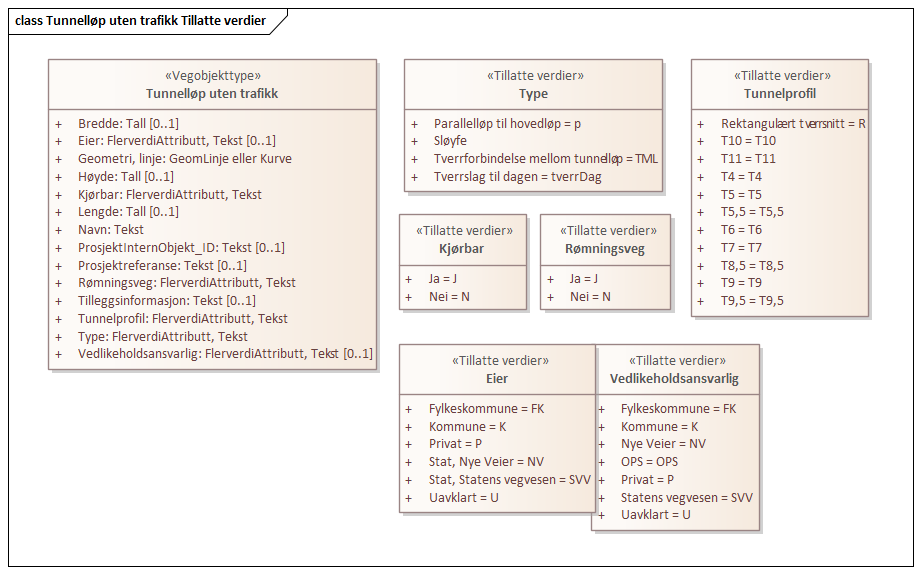 class Tunnelløp uten trafikk Tillatte verdier
«Vegobjekttype»
Tunnelløp uten trafikk
+ Bredde: Tall [0..1]
+ Eier: FlerverdiAttributt, Tekst [0..1]
+ Geometri, linje: GeomLinje eller Kurve
+ Høyde: Tall [0..1]
+ Kjørbar: FlerverdiAttributt, Tekst
+ Lengde: Tall [0..1]
+ Navn: Tekst
+ ProsjektInternObjekt_ID: Tekst [0..1]
+ Prosjektreferanse: Tekst [0..1]
+ Rømningsveg: FlerverdiAttributt, Tekst
+ Tilleggsinformasjon: Tekst [0..1]
+ Tunnelprofil: FlerverdiAttributt, Tekst
+ Type: FlerverdiAttributt, Tekst
+ Vedlikeholdsansvarlig: FlerverdiAttributt, Tekst [0..1]
«Tillatte verdier»
Type
+ Parallelløp til hovedløp = p
+ Sløyfe
+ Tverrforbindelse mellom tunnelløp = TML
+ Tverrslag til dagen = tverrDag
«Tillatte verdier»
Tunnelprofil
+ Rektangulært tverrsnitt = R
+ T10 = T10
+ T11 = T11
+ T4 = T4
+ T5 = T5
+ T5,5 = T5,5
+ T6 = T6
+ T7 = T7
+ T8,5 = T8,5
+ T9 = T9
+ T9,5 = T9,5
«Tillatte verdier»
Kjørbar
+ Ja = J
+ Nei = N
«Tillatte verdier»
Rømningsveg
+ Ja = J
+ Nei = N
«Tillatte verdier»
Eier
+ Fylkeskommune = FK
+ Kommune = K
+ Privat = P
+ Stat, Nye Veier = NV
+ Stat, Statens vegvesen = SVV
+ Uavklart = U
«Tillatte verdier»
Vedlikeholdsansvarlig
+ Fylkeskommune = FK
+ Kommune = K
+ Nye Veier = NV
+ OPS = OPS
+ Privat = P
+ Statens vegvesen = SVV
+ Uavklart = U